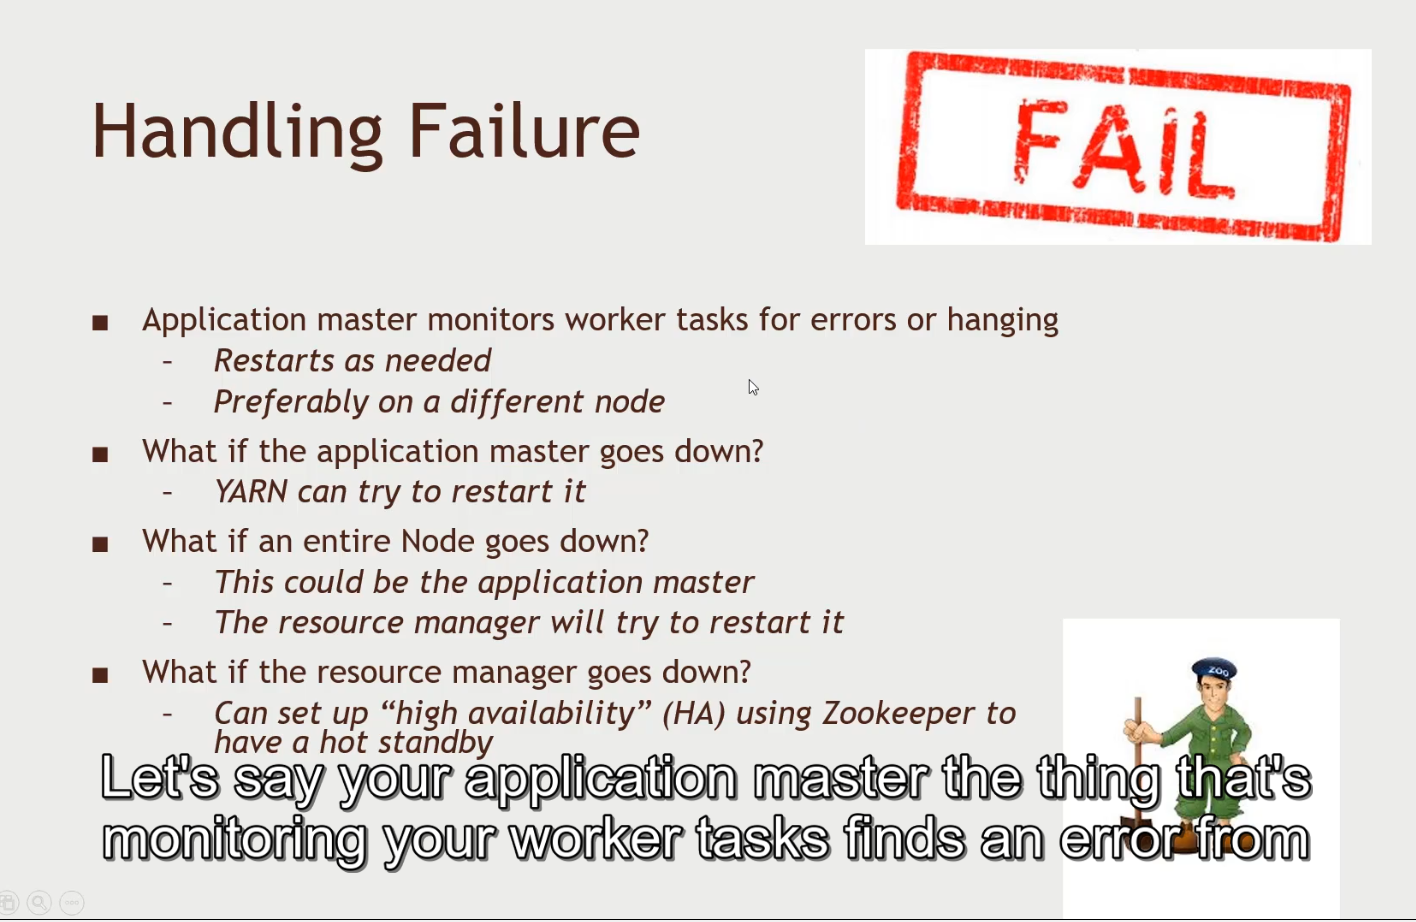 FAIL
Handling Failure
■ Application master monitors worker tasks for errors or hanging
– Restarts as needed
– Preferably on a different node
■ What if the application master goes down?
– YARN can try to restart it
■ What if an entire Node goes down?
– This could be the application master
– The resource manager will try to restart it
■ What if the resource manager goes down?
– Can set up “high availability” (HA) using Zookeeper to
have a hot standby
ZOO
Let's say your application master the thing that's
monitoring your worker tasks finds an error from